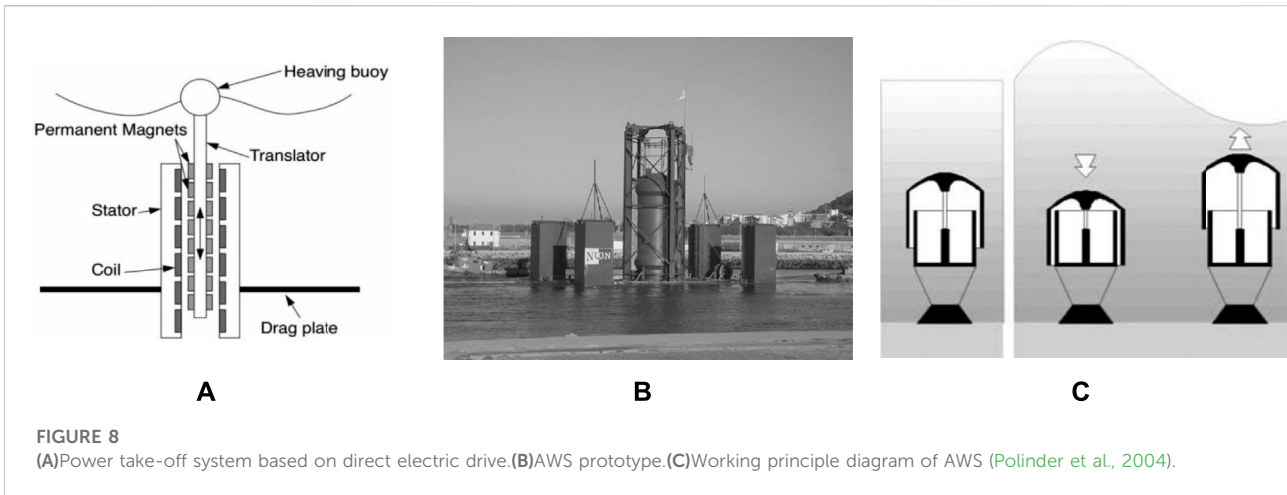 Heaving buoy
Permanent Magnets
Translator
Stator
Coil
Drag plate
NUON
A
B
C
FIGURE 8
(A)Power take-off system based on direct electric drive.(B)AWS prototype.(C)Working principle diagram of AWS (Polinder et al., 2004).